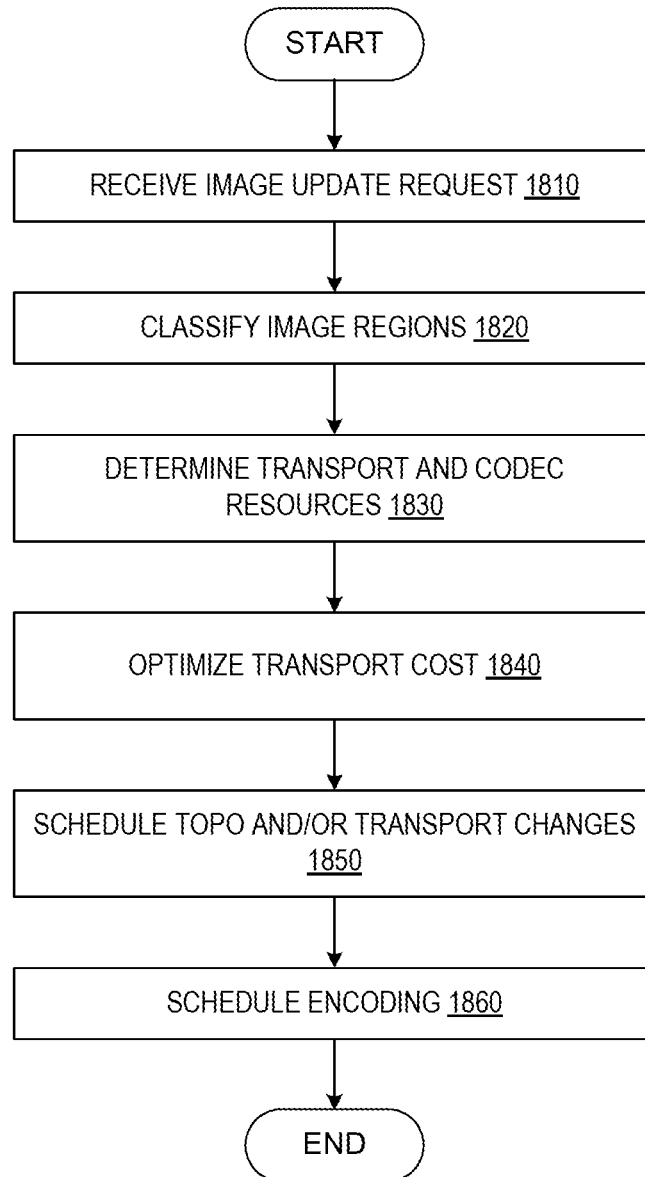 START
RECEIVE IMAGE UPDATE REQUEST 1810
CLASSIFY IMAGE REGIONS 1820
DETERMINE TRANSPORT AND CODEC
RESOURCES 1830
OPTIMIZE TRANSPORT COST 1840
SCHEDULE TOPO AND/OR TRANSPORT CHANGES
1850
SCHEDULE ENCODING 1860
END